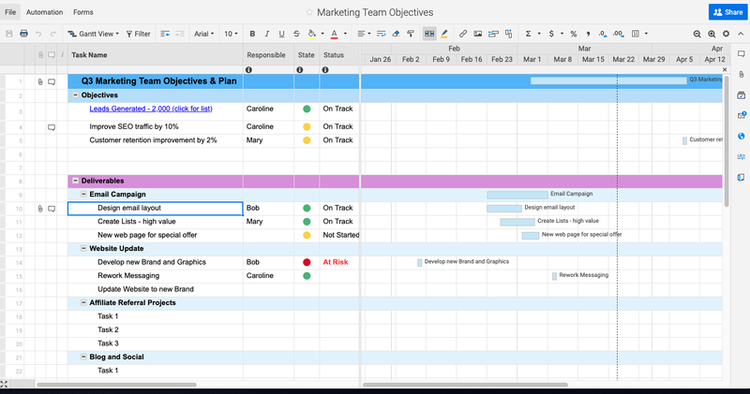 File Automation Forms
Marketing Team Objectives
Share
Gantt View Filter Arial 10 B I U S A Σ $ %
Task Name Responsible State Status
Feb Mar Apr
Jan 26 Feb 2 Feb 9 Feb 16 Feb 23 Mar 1 Mar 8 Mar 15 Mar 22 Mar 29 Apr 5 Apr 12
1 Q3 Marketing Team Objectives & Plan Q3 Marketing
2 Objectives
3 Leads Generated - 2,000 (click for list) Caroline On Track
4 Improve SEO traffic by 10% Caroline On Track
5 Customer retention improvement by 2% Mary On Track Customer ret
6
7
8 Deliverables
9 Email Campaign Email Campaign
10 Design email layout Bob On Track Design email layout
11 Create Lists - high value Mary On Track Create Lists - high value
12 New web page for special offer Not Started New web page for special offer
13 Website Update
14 Develop new Brand and Graphics Bob At Risk Develop new Brand and Graphics
15 Rework Messaging Caroline Rework Messaging
16 Update Website to new Brand
17 Affiliate Referral Projects
18 Task 1
19 Task 2
20 Task 3
21 Blog and Social
22 Task 1